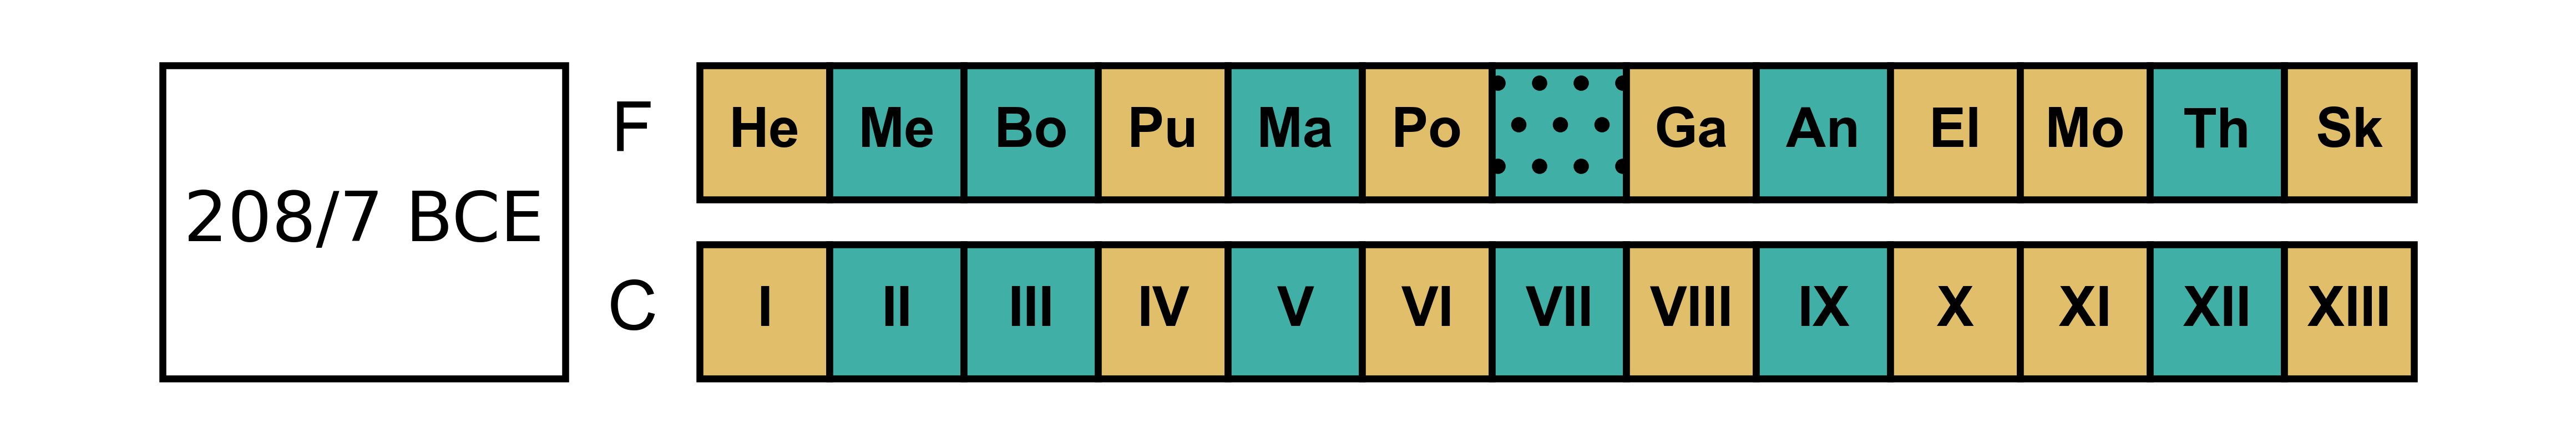 208/7 BCE
F He Me Bo Pu Ma Po Ga An El Mo Th Sk
C I II III IV V VI VII VIII IX X XI XII XIII